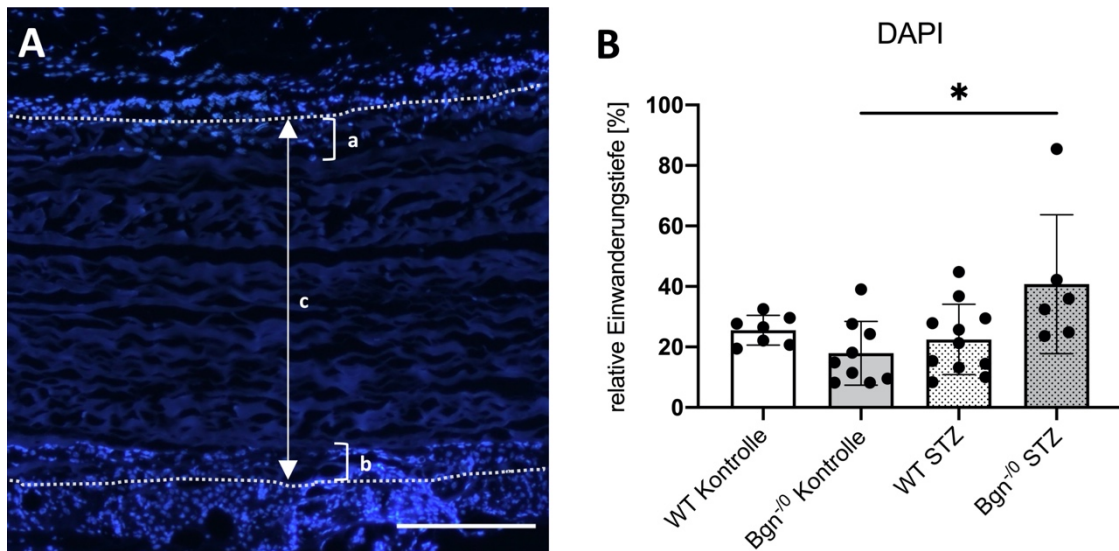 A
a
c
b
B
DAPI
*
relative Einwanderungstiefe [%]
100
80
60
40
20
0
WT Kontrolle
Bgn⁻/⁰ Kontrolle
WT STZ
Bgn⁻/⁰ STZ